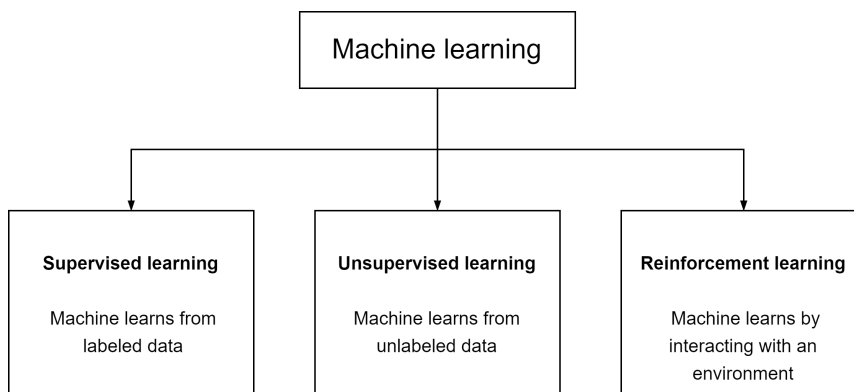 Machine learning
Supervised learning
Machine learns from
labeled data
Unsupervised learning
Machine learns from
unlabeled data
Reinforcement learning
Machine learns by
interacting with an
environment